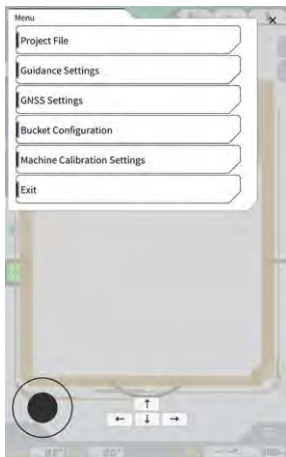 Menu
×
Project File
Guidance Settings
GNSS Settings
Bucket Configuration
Machine Calibration Settings
Exit
↑
← ↓ →